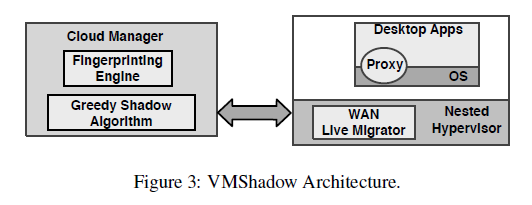 Cloud Manager
Fingerprinting
Engine
Greedy Shadow
Algorithm
Desktop Apps
Proxy
OS
WAN
Live Migrator
Nested
Hypervisor
Figure 3: VMShadow Architecture.